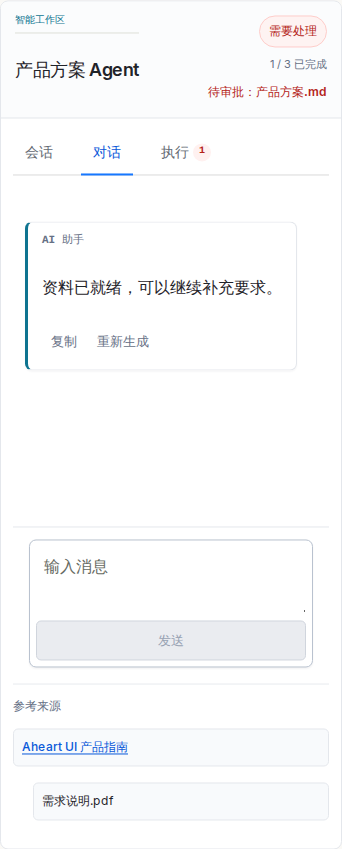 智能工作区
需要处理
产品方案 Agent
1 / 3 已完成
待审批：产品方案.md
会话
对话
执行 1
AI 助手
资料已就绪，可以继续补充要求。
复制 重新生成
输入消息
发送
参考来源
Aheart UI 产品指南
需求说明.pdf